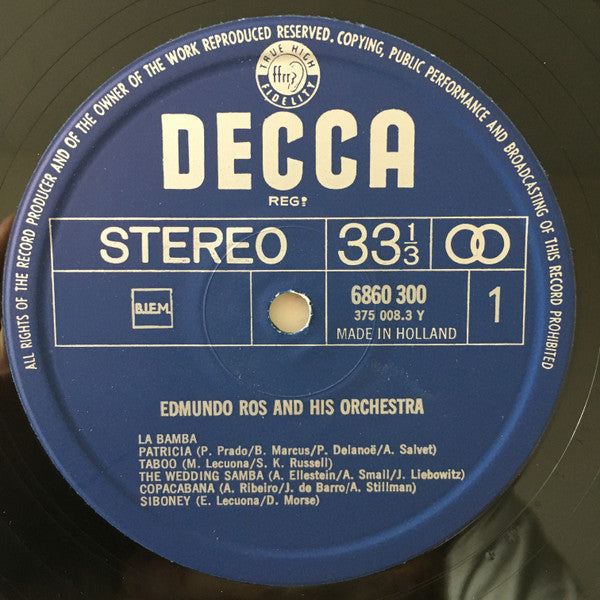 ALL RIGHTS OF THE RECORD PRODUCER AND OF THE OWNER OF THE WORK REPRODUCED RESERVED. COPYING, PUBLIC PERFORMANCE AND BROADCASTING OF THIS RECORD PROHIBITED
TRUE HIGH
ffrr
FIDELITY
DECCA
REGᴰ
STEREO
33⅓
B.I.E.M.
6860 300
375 008.3 Y
MADE IN HOLLAND
1
EDMUNDO ROS AND HIS ORCHESTRA
LA BAMBA
PATRICIA (P. Prado/B. Marcus/P. Delanoë/A. Salvet)
TABOO (M. Lecuona/S. K. Russell)
THE WEDDING SAMBA (A. Ellestein/A. Small/J. Liebowitz)
COPACABANA (A. Ribeiro/J. de Barro/A. Stillman)
SIBONEY (E. Lecuona/D. Morse)